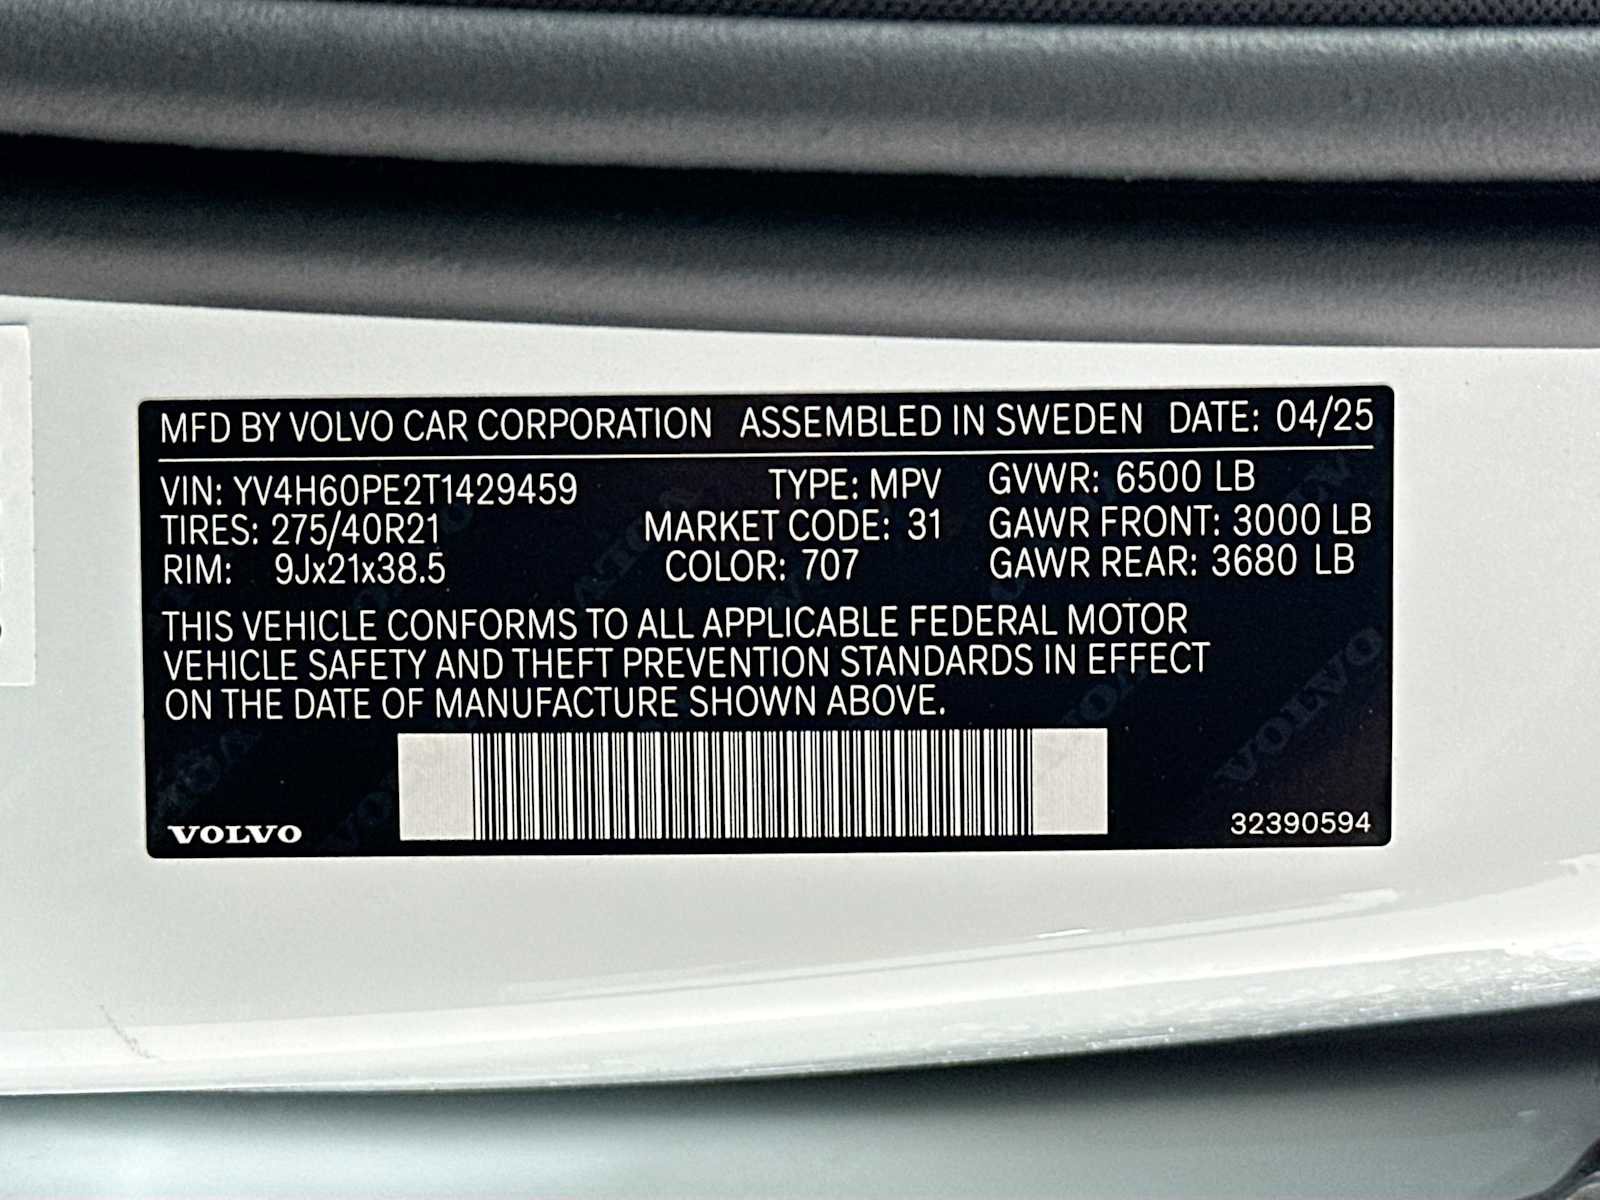 MFD BY VOLVO CAR CORPORATION ASSEMBLED IN SWEDEN DATE: 04/25
VIN: YV4H60PE2T1429459 TYPE: MPV GVWR: 6500 LB
TIRES: 275/40R21 MARKET CODE: 31 GAWR FRONT: 3000 LB
RIM: 9Jx21x38.5 COLOR: 707 GAWR REAR: 3680 LB
THIS VEHICLE CONFORMS TO ALL APPLICABLE FEDERAL MOTOR
VEHICLE SAFETY AND THEFT PREVENTION STANDARDS IN EFFECT
ON THE DATE OF MANUFACTURE SHOWN ABOVE.
VOLVO 32390594